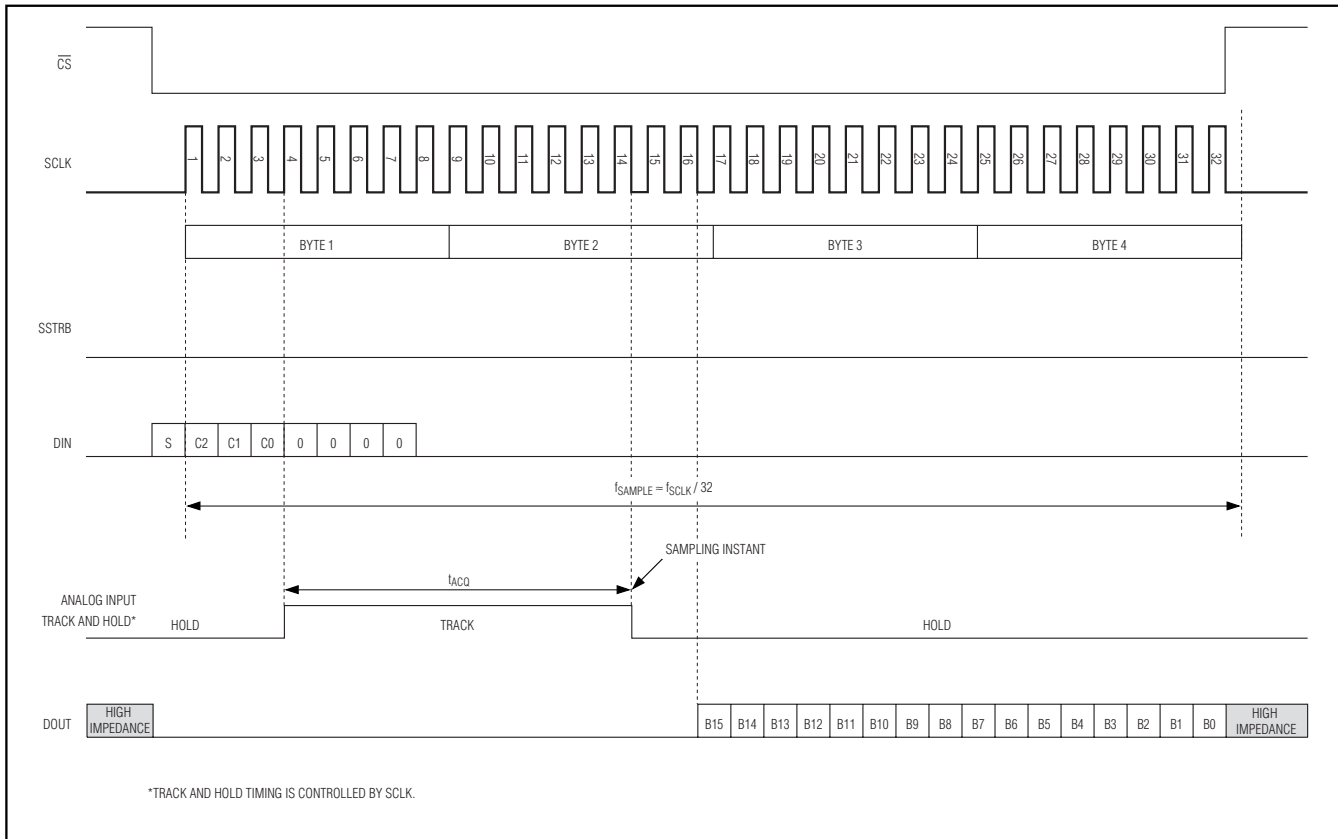 CS
SCLK
1 2 3 4 5 6 7 8 9 10 11 12 13 14 15 16 17 18 19 20 21 22 23 24 25 26 27 28 29 30 31 32
BYTE 1 BYTE 2 BYTE 3 BYTE 4
SSTRB
DIN
S C2 C1 C0 0 0 0 0
fSAMPLE = fSCLK / 32
SAMPLING INSTANT
tACQ
ANALOG INPUT
TRACK AND HOLD*
HOLD TRACK HOLD
DOUT
HIGH
IMPEDANCE
B15 B14 B13 B12 B11 B10 B9 B8 B7 B6 B5 B4 B3 B2 B1 B0
HIGH
IMPEDANCE
*TRACK AND HOLD TIMING IS CONTROLLED BY SCLK.